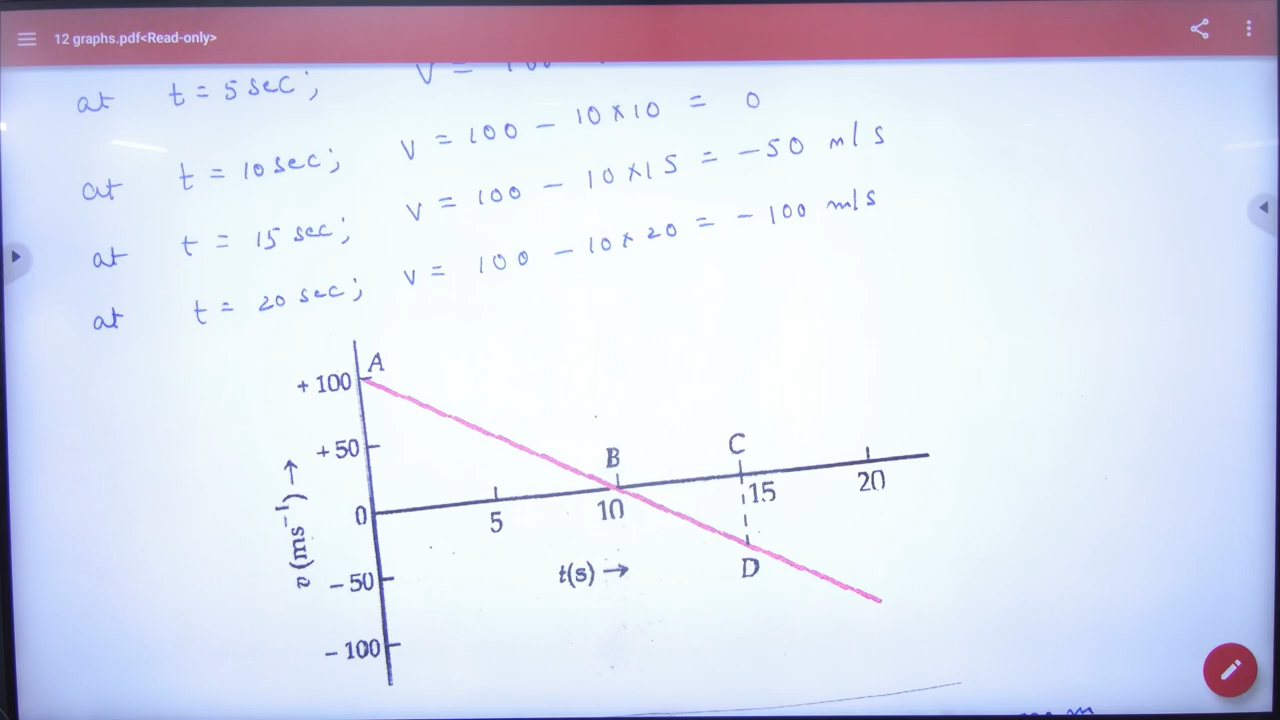 12 graphs.pdf<Read-only>
at t = 5 sec; V =
at t = 10 sec; V = 100 - 10 × 10 = 0
at t = 15 sec; V = 100 - 10 × 15 = -50 m/s
at t = 20 sec; V = 100 - 10 × 20 = -100 m/s
A
+ 100
+ 50
B
C
0
5
10
15
20
v (ms⁻¹) →
- 50
t(s) →
D
- 100